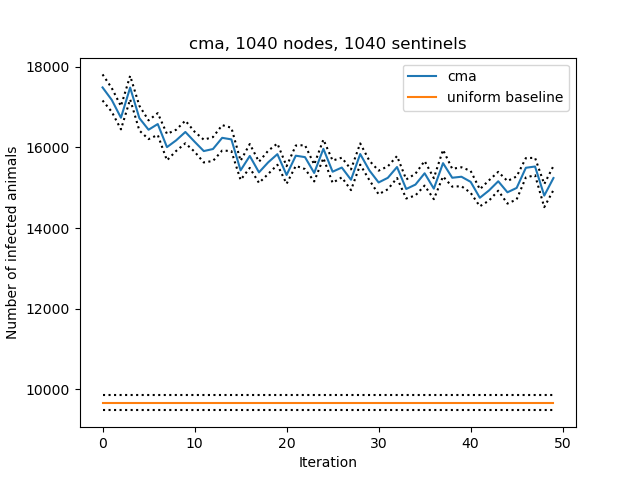 cma, 1040 nodes, 1040 sentinels
cma
uniform baseline
Number of infected animals
18000
16000
14000
12000
10000
0 10 20 30 40 50
Iteration